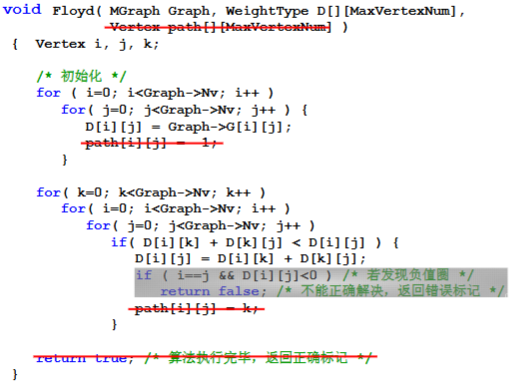 void Floyd( MGraph Graph, WeightType D[][MaxVertexNum],
Vertex path[][MaxVertexNum] )
{ Vertex i, j, k;
/* 初始化 */
for ( i=0; i<Graph->Nv; i++ )
for( j=0; j<Graph->Nv; j++ ) {
D[i][j] = Graph->G[i][j];
path[i][j] = -1;
}
for( k=0; k<Graph->Nv; k++ )
for( i=0; i<Graph->Nv; i++ )
for( j=0; j<Graph->Nv; j++ )
if( D[i][k] + D[k][j] < D[i][j] ) {
D[i][j] = D[i][k] + D[k][j];
if ( i==j && D[i][j]<0 ) /* 若发现负值圈 */
return false; /* 不能正确解决，返回错误标记 */
path[i][j] = k;
}
return true; /* 算法执行完毕，返回正确标记 */
}